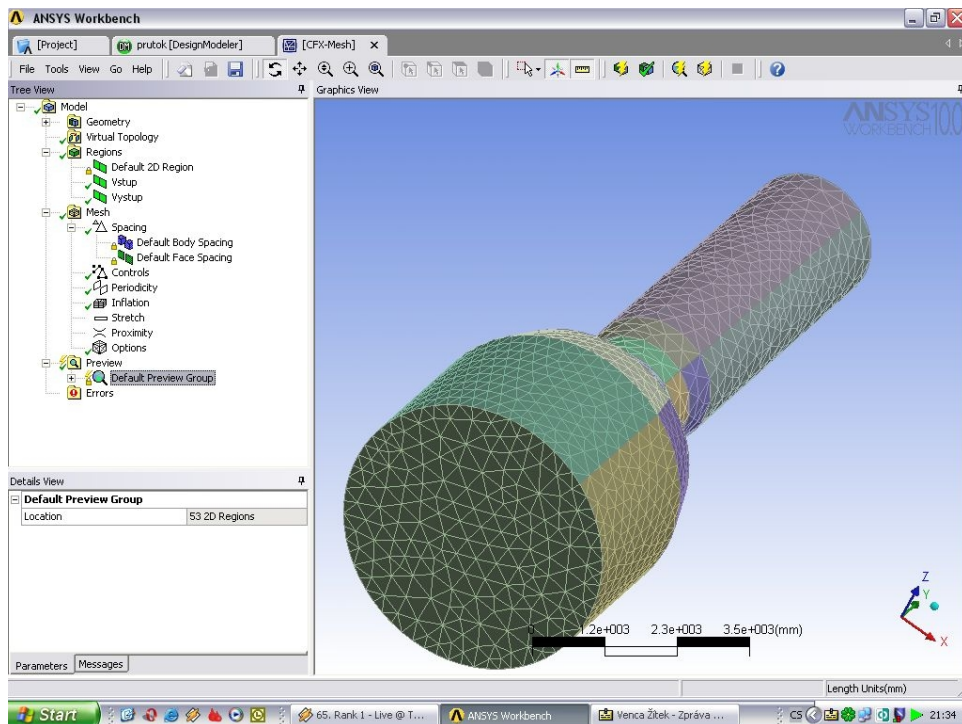 ANSYS Workbench
[Project]
prutok [DesignModeler]
[CFX-Mesh]
File Tools View Go Help
Tree View
Graphics View
Model
Geometry
Virtual Topology
Regions
Default 2D Region
Vstup
Vystup
Mesh
Spacing
Default Body Spacing
Default Face Spacing
Controls
Periodicity
Inflation
Stretch
Proximity
Options
Preview
Default Preview Group
Errors
ANSYS 10.0
WORKBENCH
Z
Y
X
0 1.2e+003 2.3e+003 3.5e+003(mm)
Details View
Default Preview Group
Location 53 2D Regions
Parameters Messages
Length Units(mm)
Start
65. Rank 1 - Live @ T...
ANSYS Workbench
Venca Žítek - Zpráva ...
CS
21:34